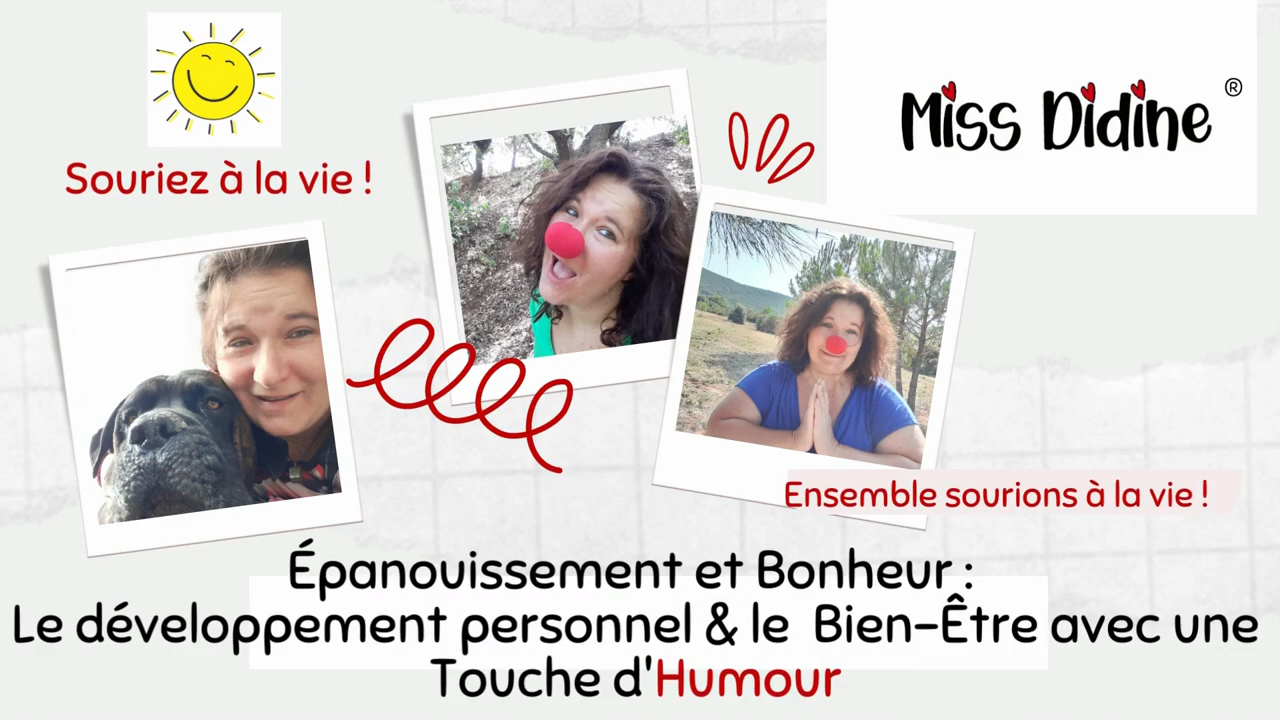 Miss Didine ®
Souriez à la vie !
Ensemble sourions à la vie !
Épanouissement et Bonheur :
Le développement personnel & le Bien-Être avec une
Touche d'Humour